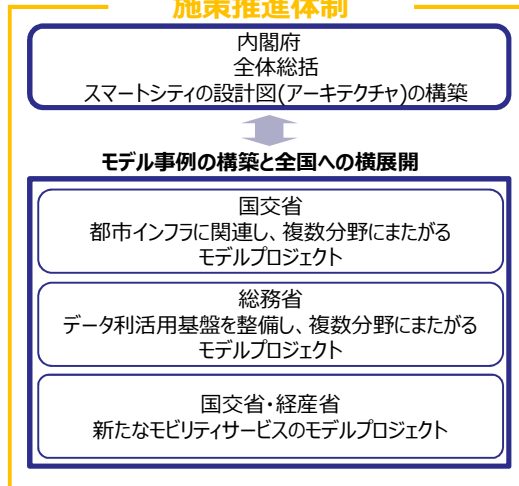 施策推進体制
内閣府
全体総括
スマートシティの設計図(アーキテクチャ)の構築
モデル事例の構築と全国への横展開
国交省
都市インフラに関連し、複数分野にまたがる
モデルプロジェクト
総務省
データ利活用基盤を整備し、複数分野にまたがる
モデルプロジェクト
国交省・経産省
新たなモビリティサービスのモデルプロジェクト